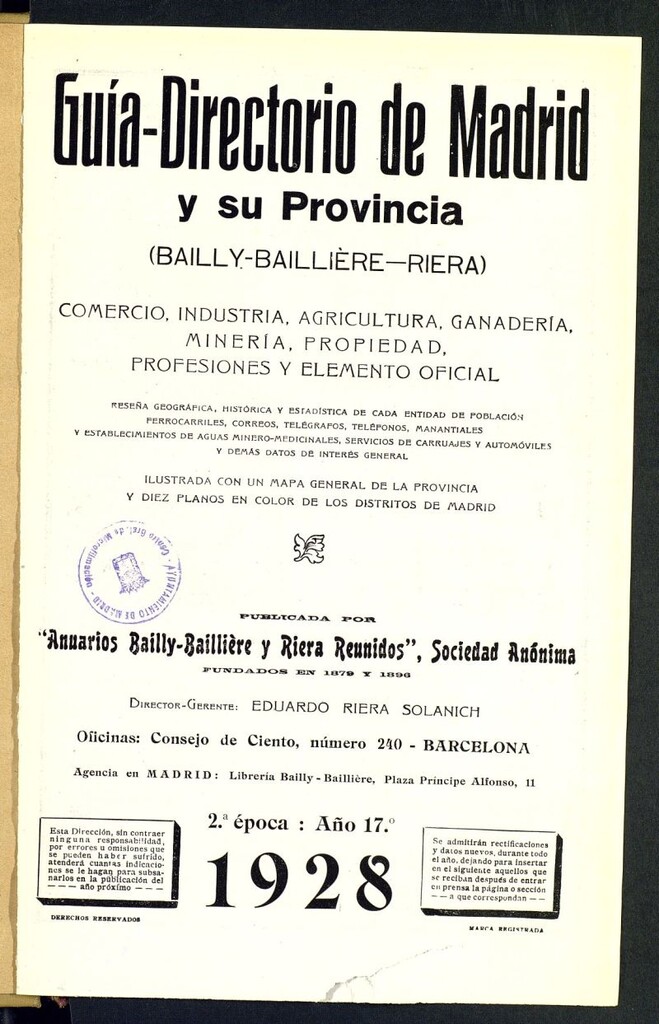 Guía-Directorio de Madrid
y su Provincia
(BAILLY-BAILLIÈRE—RIERA)
COMERCIO, INDUSTRIA, AGRICULTURA, GANADERÍA,
MINERÍA, PROPIEDAD,
PROFESIONES Y ELEMENTO OFICIAL
RESEÑA GEOGRÁFICA, HISTÓRICA Y ESTADÍSTICA DE CADA ENTIDAD DE POBLACIÓN
FERROCARRILES, CORREOS, TELÉGRAFOS, TELÉFONOS, MANANTIALES
Y ESTABLECIMIENTOS DE AGUAS MINERO-MEDICINALES, SERVICIOS DE CARRUAJES Y AUTOMÓVILES
Y DEMÁS DATOS DE INTERÉS GENERAL
ILUSTRADA CON UN MAPA GENERAL DE LA PROVINCIA
Y DIEZ PLANOS EN COLOR DE LOS DISTRITOS DE MADRID
AYUNTAMIENTO DE MADRID - Centro Gral. de Microfilmación -
PUBLICADA POR
"Anuarios Bailly-Baillière y Riera Reunidos", Sociedad Anónima
FUNDADOS EN 1879 Y 1896
DIRECTOR-GERENTE: EDUARDO RIERA SOLANICH
Oficinas: Consejo de Ciento, número 240 - BARCELONA
Agencia en MADRID: Librería Bailly-Baillière, Plaza Príncipe Alfonso, 11
Esta Dirección, sin contraer
ninguna responsabilidad,
por errores u omisiones que
se pueden haber sufrido,
atenderá cuantas indicacio-
nes se le hagan para subsa-
narlos en la publicación del
— — — año próximo — — —
DERECHOS RESERVADOS
2.ª época : Año 17.º
1928
Se admitirán rectificaciones
y datos nuevos, durante todo
el año, dejando para insertar
en el siguiente aquellos que
se reciban después de entrar
en prensa la página o sección
— — a que correspondan — —
MARCA REGISTRADA